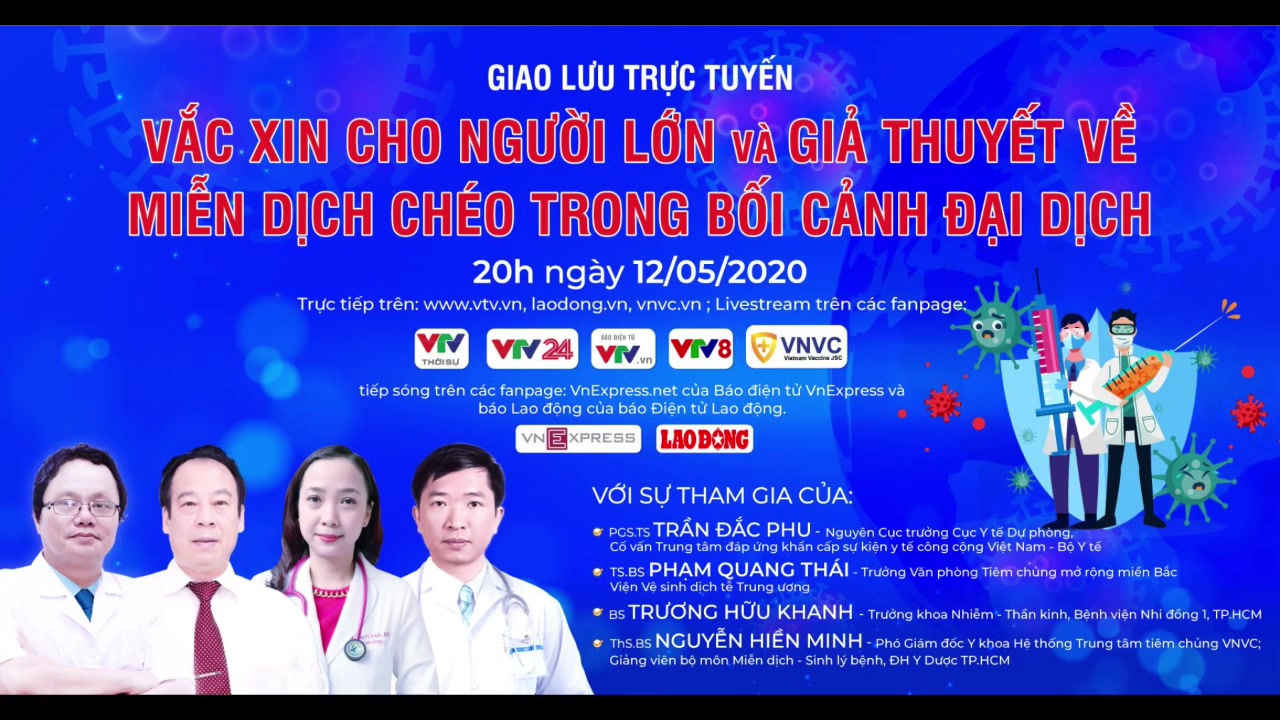 GIAO LƯU TRỰC TUYẾN
VẮC XIN CHO NGƯỜI LỚN VÀ GIẢ THUYẾT VỀ
MIỄN DỊCH CHÉO TRONG BỐI CẢNH ĐẠI DỊCH
20h ngày 12/05/2020
Trực tiếp trên: www.vtv.vn, laodong.vn, vnvc.vn ; Livestream trên các fanpage:
VTV THỜI SỰ
VTV24
BÁO ĐIỆN TỬ VTV.vn
VTV8
VNVC Vietnam Vaccine JSC
tiếp sóng trên các fanpage: VnExpress.net của Báo điện tử VnExpress và
báo Lao động của báo Điện tử Lao động.
VNEXPRESS
LAO ĐỘNG
VỚI SỰ THAM GIA CỦA:
PGS.TS TRẦN ĐẮC PHU - Nguyên Cục trưởng Cục Y tế Dự phòng,
Cố vấn Trung tâm đáp ứng khẩn cấp sự kiện y tế công cộng Việt Nam - Bộ Y tế
TS.BS PHẠM QUANG THÁI - Trưởng Văn phòng Tiêm chủng mở rộng miền Bắc
Viện Vệ sinh dịch tễ Trung ương
BS TRƯƠNG HỮU KHANH - Trưởng khoa Nhiễm - Thần kinh, Bệnh viện Nhi đồng 1, TP.HCM
ThS.BS NGUYỄN HIỀN MINH - Phó Giám đốc Y khoa Hệ thống Trung tâm tiêm chủng VNVC;
Giảng viên bộ môn Miễn dịch - Sinh lý bệnh, ĐH Y Dược TP.HCM